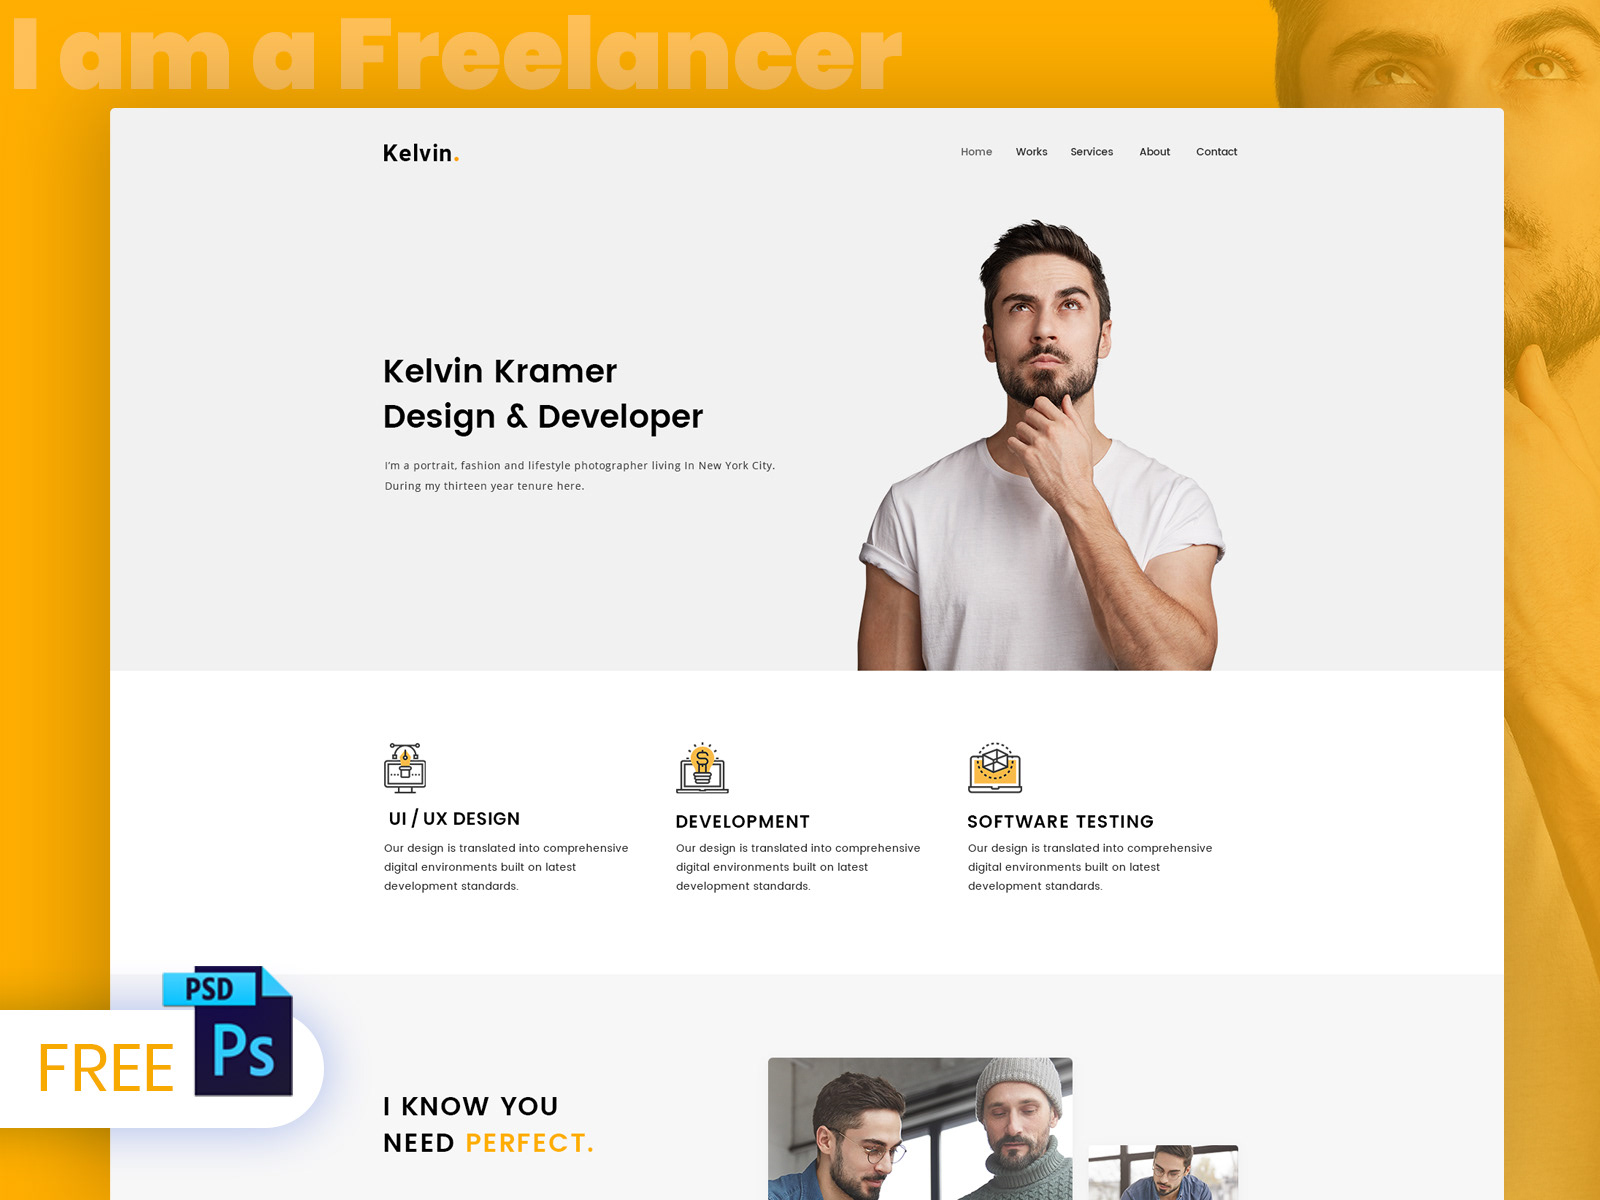 I am a Freelancer
Kelvin.
Home Works Services About Contact
Kelvin Kramer
Design & Developer
I'm a portrait, fashion and lifestyle photographer living In New York City.
During my thirteen year tenure here.
UI / UX DESIGN
Our design is translated into comprehensive
digital environments built on latest
development standards.
DEVELOPMENT
Our design is translated into comprehensive
digital environments built on latest
development standards.
SOFTWARE TESTING
Our design is translated into comprehensive
digital environments built on latest
development standards.
PSD
Ps
FREE
I KNOW YOU
NEED PERFECT.